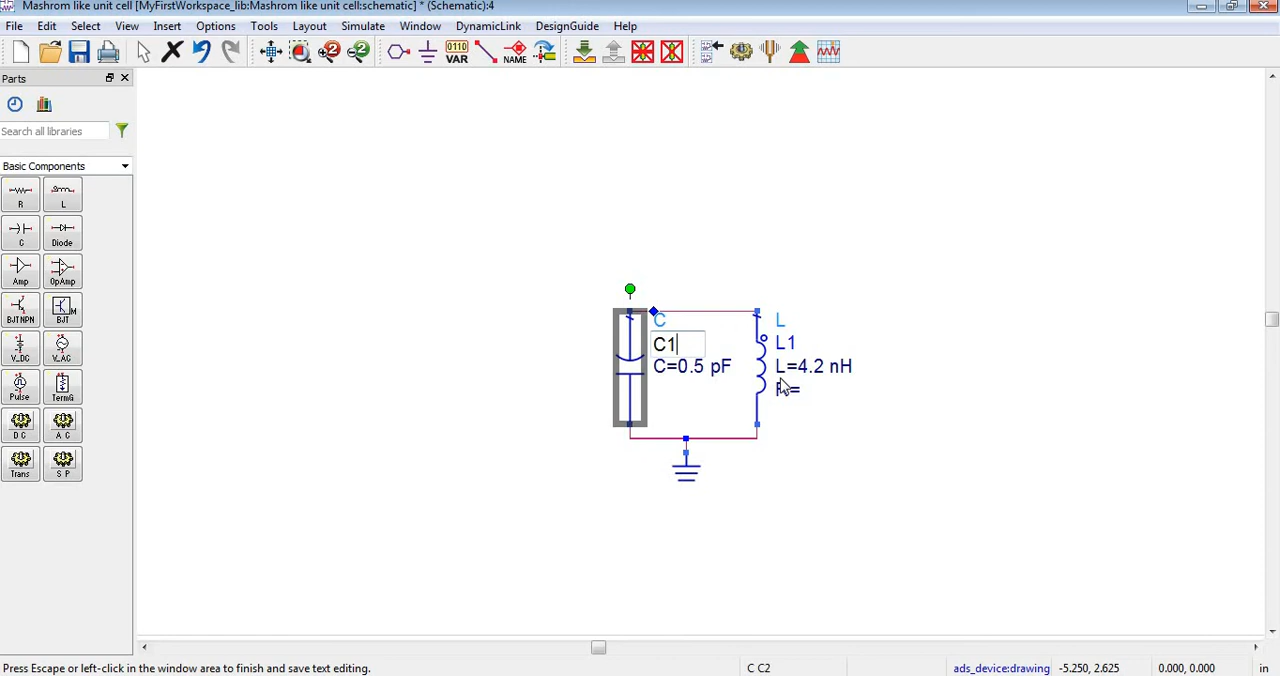 Mashrom like unit cell [MyFirstWorkspace_lib:Mashrom like unit cell:schematic] * (Schematic):4
File Edit Select View Insert Options Tools Layout Simulate Window DynamicLink DesignGuide Help
0110
VAR
NAME
Parts
Search all libraries
Basic Components
R L
C Diode
Amp OpAmp
BJTNPN BJT
V_DC V_AC
Pulse TermG
D C A C
Trans S P
C
C1
C=0.5 pF
L
L1
L=4.2 nH
Press Escape or left-click in the window area to finish and save text editing.
C C2
ads_device:drawing
-5.250, 2.625
0.000, 0.000
in